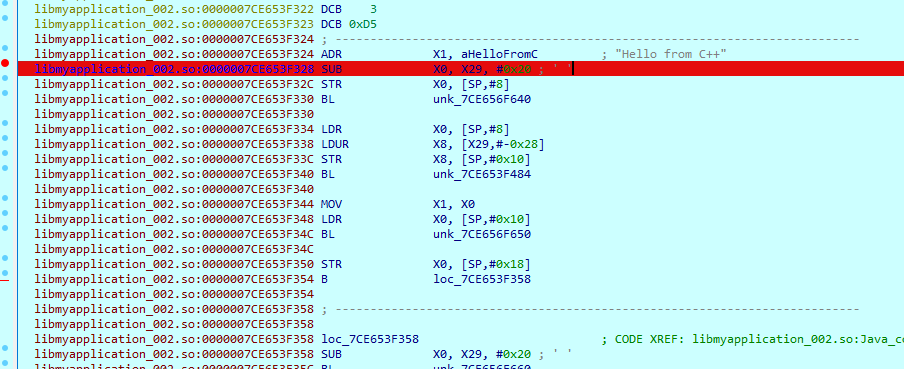 libmyapplication_002.so:0000007CE653F322 DCB    3
libmyapplication_002.so:0000007CE653F323 DCB 0xD5
libmyapplication_002.so:0000007CE653F324 ; ---------------------------------------------------------------------------
libmyapplication_002.so:0000007CE653F324 ADR             X1, aHelloFromC         ; "Hello from C++"
libmyapplication_002.so:0000007CE653F328 SUB             X0, X29, #0x20 ; ' '
libmyapplication_002.so:0000007CE653F32C STR             X0, [SP,#8]
libmyapplication_002.so:0000007CE653F330 BL              unk_7CE656F640
libmyapplication_002.so:0000007CE653F330
libmyapplication_002.so:0000007CE653F334 LDR             X0, [SP,#8]
libmyapplication_002.so:0000007CE653F338 LDUR            X8, [X29,#-0x28]
libmyapplication_002.so:0000007CE653F33C STR             X8, [SP,#0x10]
libmyapplication_002.so:0000007CE653F340 BL              unk_7CE653F484
libmyapplication_002.so:0000007CE653F340
libmyapplication_002.so:0000007CE653F344 MOV             X1, X0
libmyapplication_002.so:0000007CE653F348 LDR             X0, [SP,#0x10]
libmyapplication_002.so:0000007CE653F34C BL              unk_7CE656F650
libmyapplication_002.so:0000007CE653F34C
libmyapplication_002.so:0000007CE653F350 STR             X0, [SP,#0x18]
libmyapplication_002.so:0000007CE653F354 B               loc_7CE653F358
libmyapplication_002.so:0000007CE653F354
libmyapplication_002.so:0000007CE653F358 ; ---------------------------------------------------------------------------
libmyapplication_002.so:0000007CE653F358
libmyapplication_002.so:0000007CE653F358 loc_7CE653F358                          ; CODE XREF: libmyapplication_002.so:Java_co
libmyapplication_002.so:0000007CE653F358 SUB             X0, X29, #0x20 ; ' '